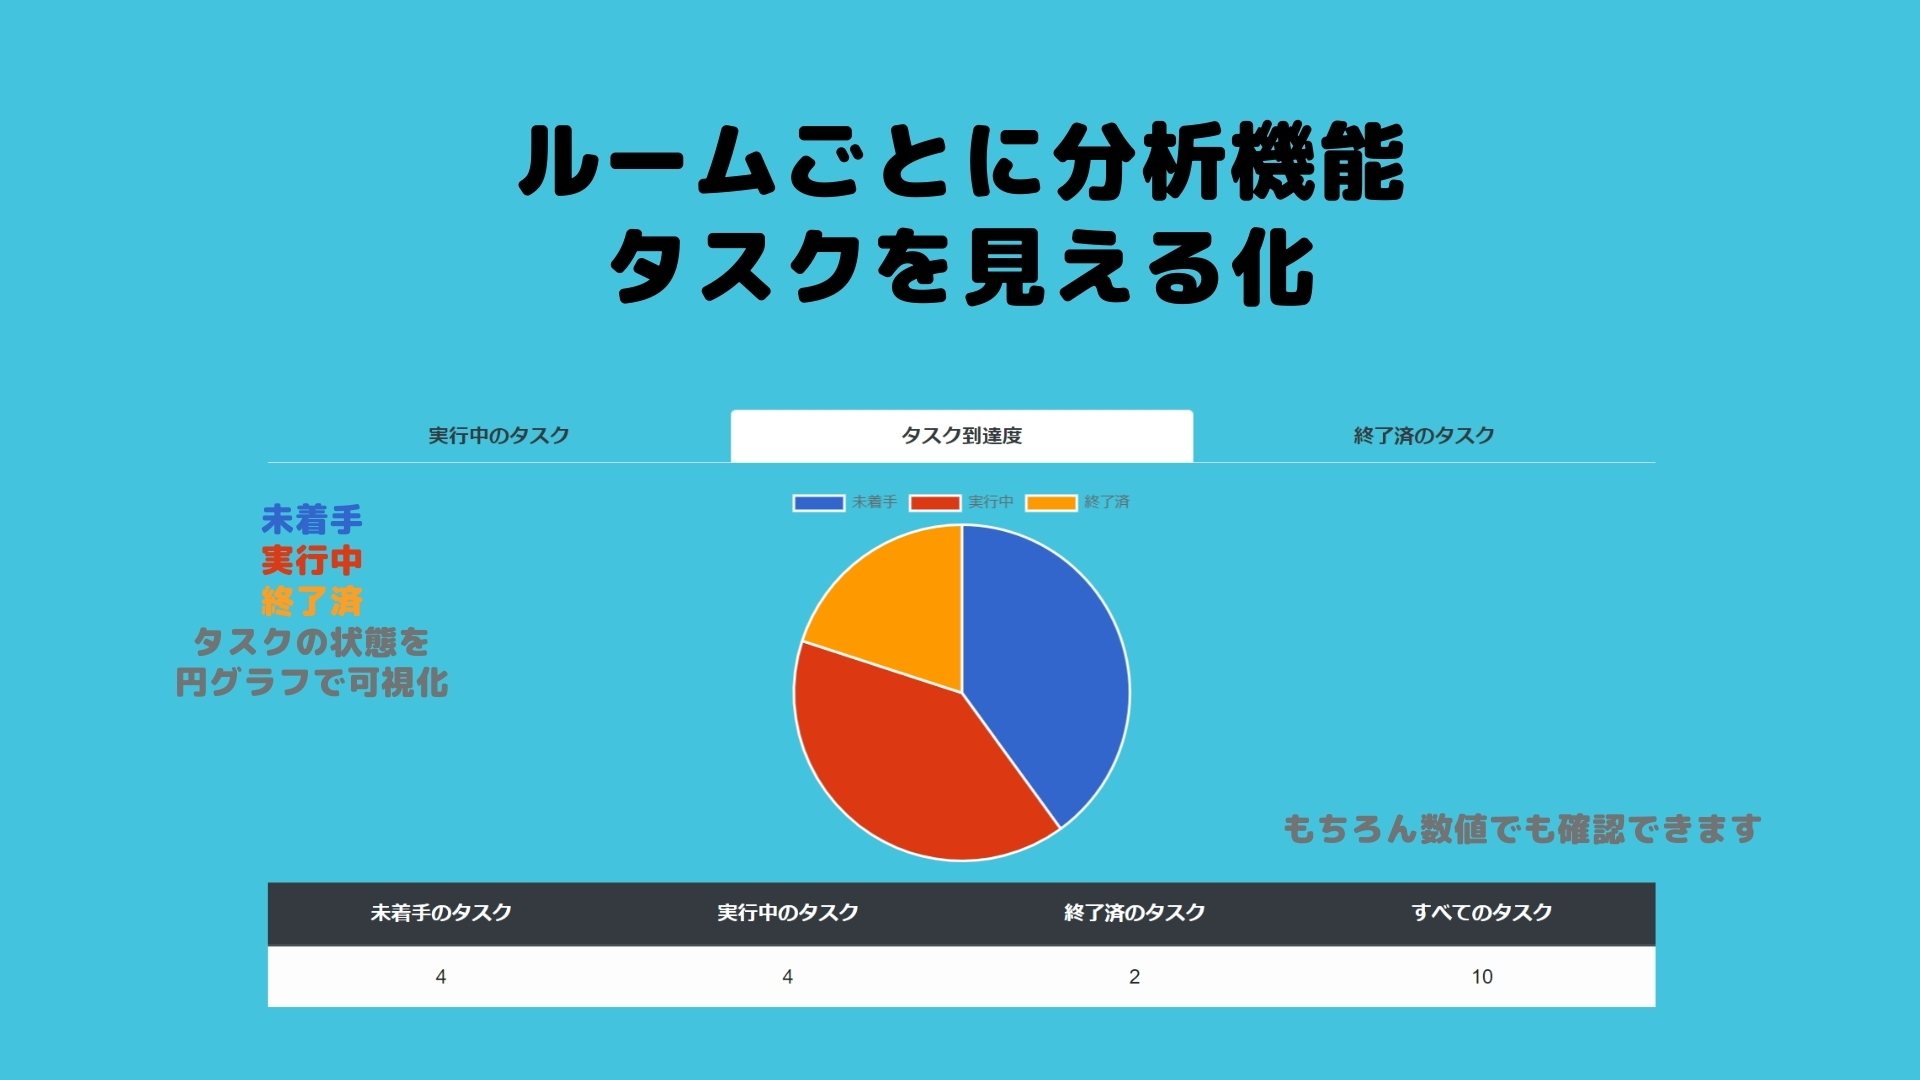 ルームごとに分析機能
タスクを見える化
実行中のタスク
タスク到達度
終了済のタスク
未着手 実行中 終了済
未着手
実行中
終了済
タスクの状態を
円グラフで可視化
もちろん数値でも確認できます
未着手のタスク 実行中のタスク 終了済のタスク すべてのタスク
4 4 2 10